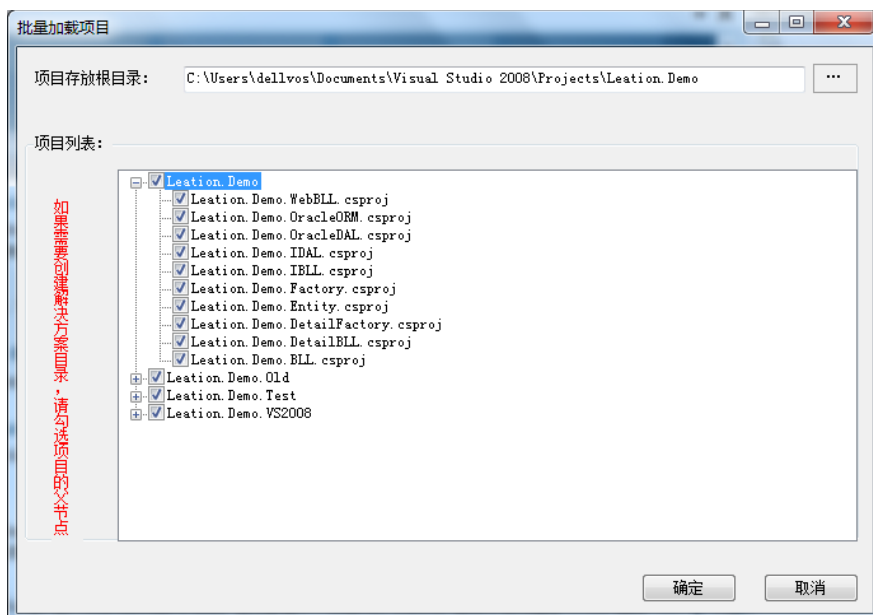 批量加载项目
项目存放根目录：
C:\Users\dellvos\Documents\Visual Studio 2008\Projects\Leation.Demo
...
项目列表：
如果需要创建解决方案目录，请勾选项目的父节点
Leation.Demo
Leation.Demo.WebBLL.csproj
Leation.Demo.OracleORM.csproj
Leation.Demo.OracleDAL.csproj
Leation.Demo.IDAL.csproj
Leation.Demo.IBLL.csproj
Leation.Demo.Factory.csproj
Leation.Demo.Entity.csproj
Leation.Demo.DetailFactory.csproj
Leation.Demo.DetailBLL.csproj
Leation.Demo.BLL.csproj
Leation.Demo.Old
Leation.Demo.Test
Leation.Demo.VS2008
确定
取消